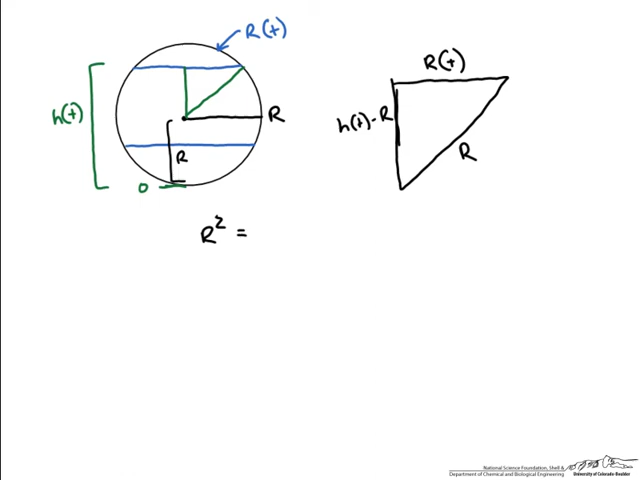 R(t)
R(t)
h(t)
R
h(t)-R
R
R
0
R² =
National Science Foundation, Shell &
Department of Chemical and Biological Engineering
University of Colorado Boulder